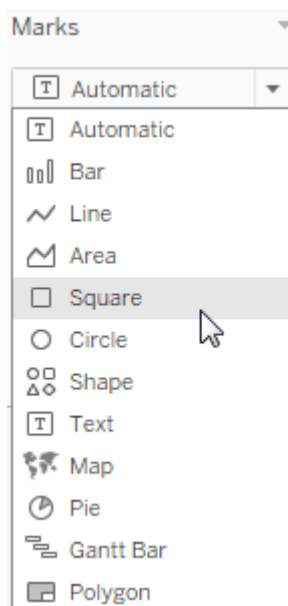 Marks
T Automatic
T Automatic
Bar
Line
Area
Square
Circle
Shape
T Text
Map
Pie
Gantt Bar
Polygon